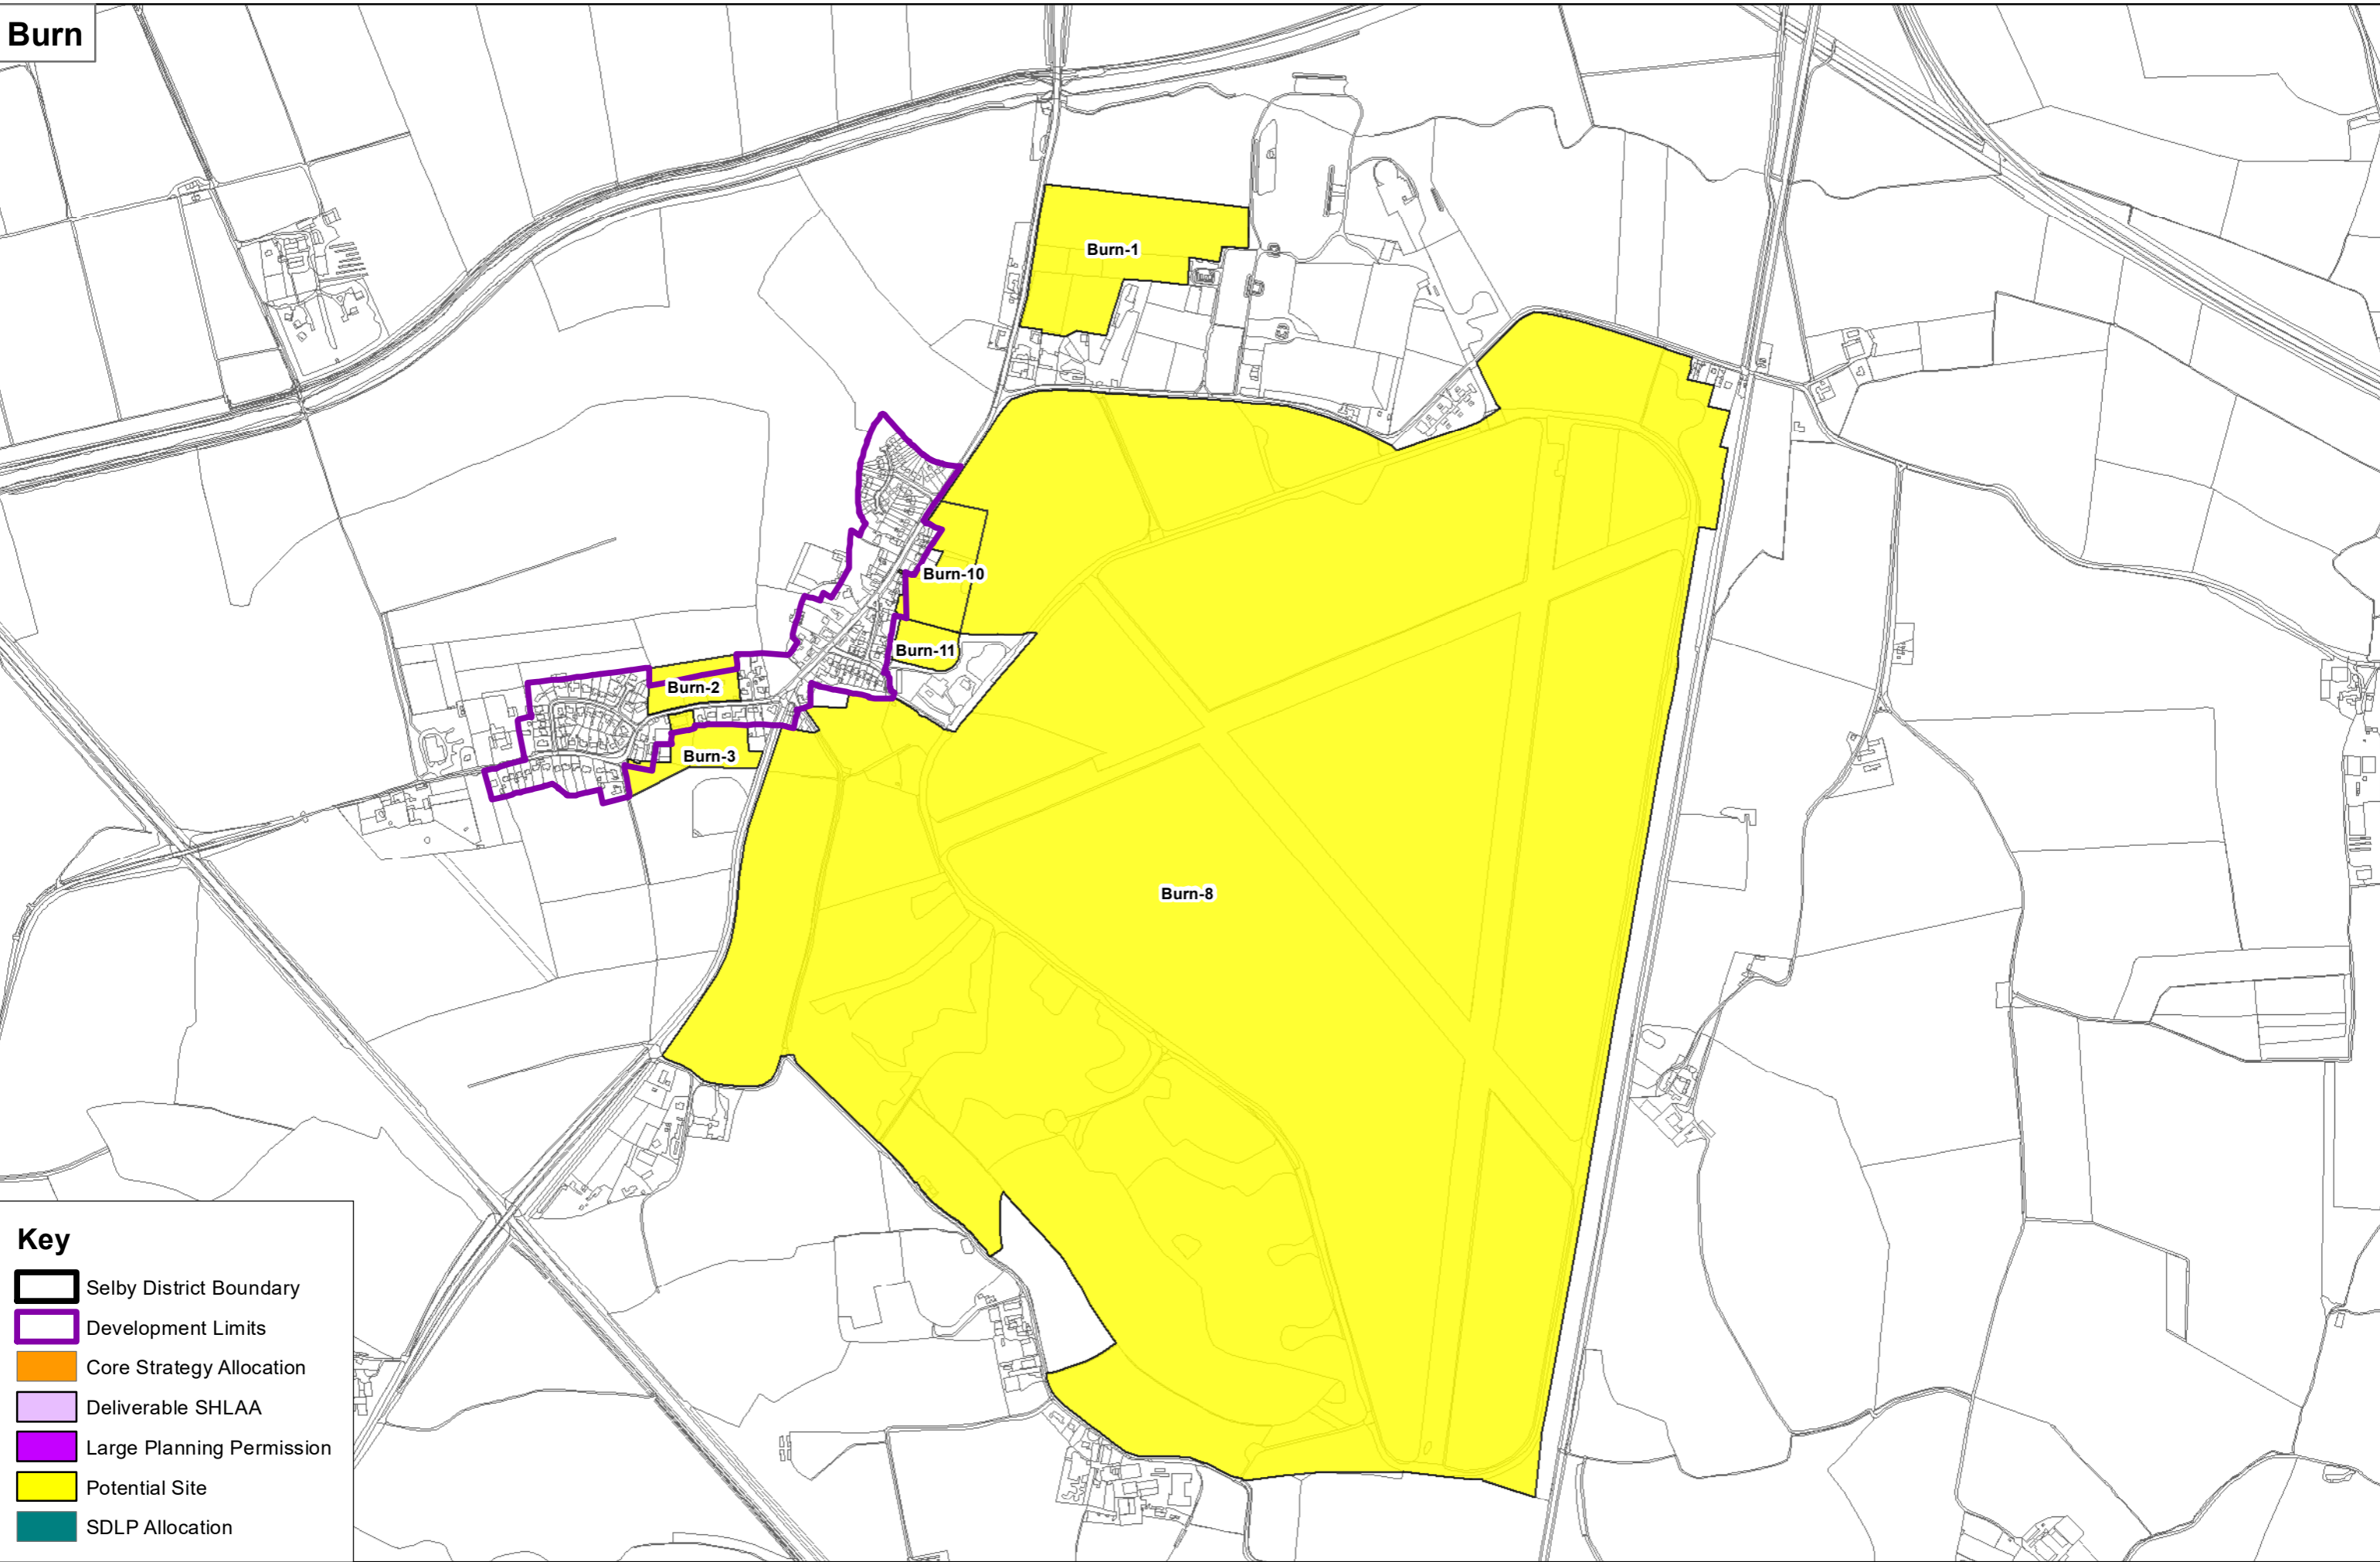 Burn
Burn-1
Burn-10
Burn-11
Burn-2
Burn-3
Burn-8
Key
Selby District Boundary
Development Limits
Core Strategy Allocation
Deliverable SHLAA
Large Planning Permission
Potential Site
SDLP Allocation